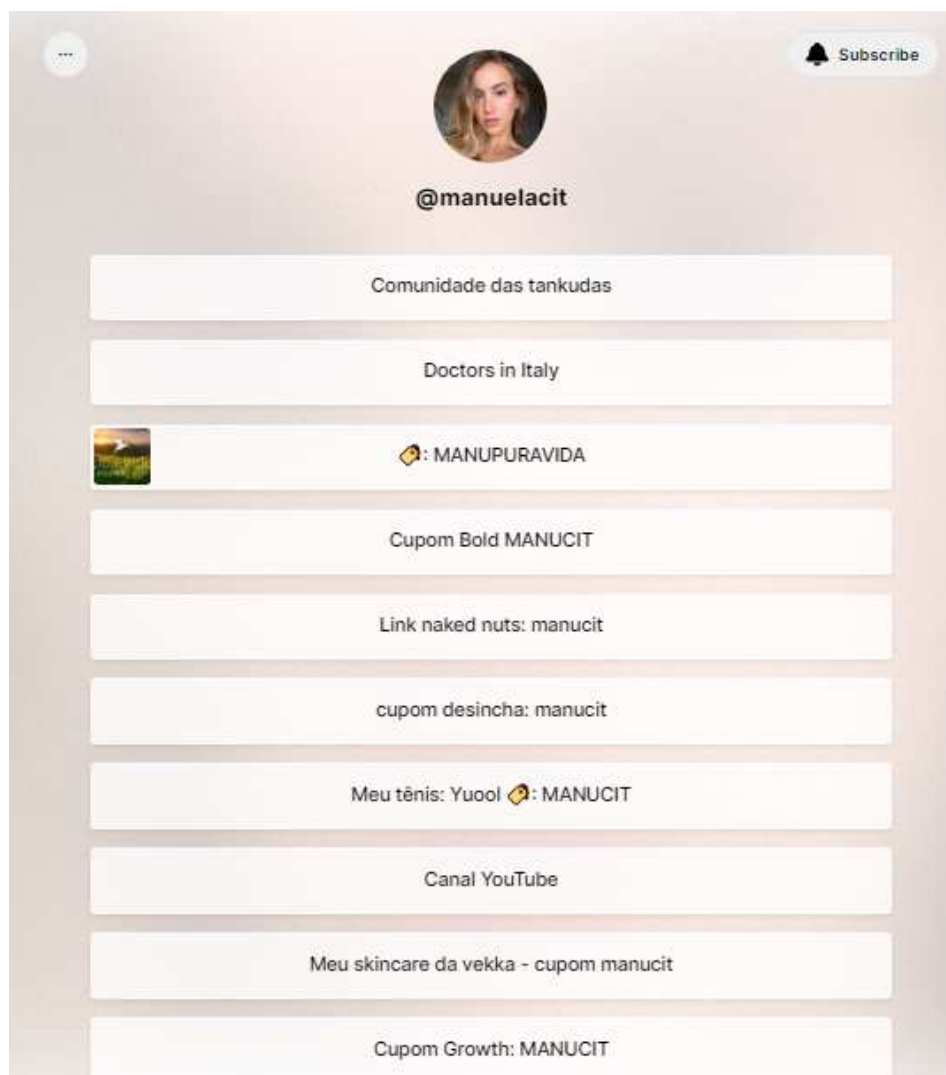 ...
Subscribe
@manuelacit
Comunidade das tankudas
Doctors in Italy
🏷️: MANUPURAVIDA
Cupom Bold MANUCIT
Link naked nuts: manucit
cupom desincha: manucit
Meu tênis: Yuool 🏷️: MANUCIT
Canal YouTube
Meu skincare da vekka - cupom manucit
Cupom Growth: MANUCIT